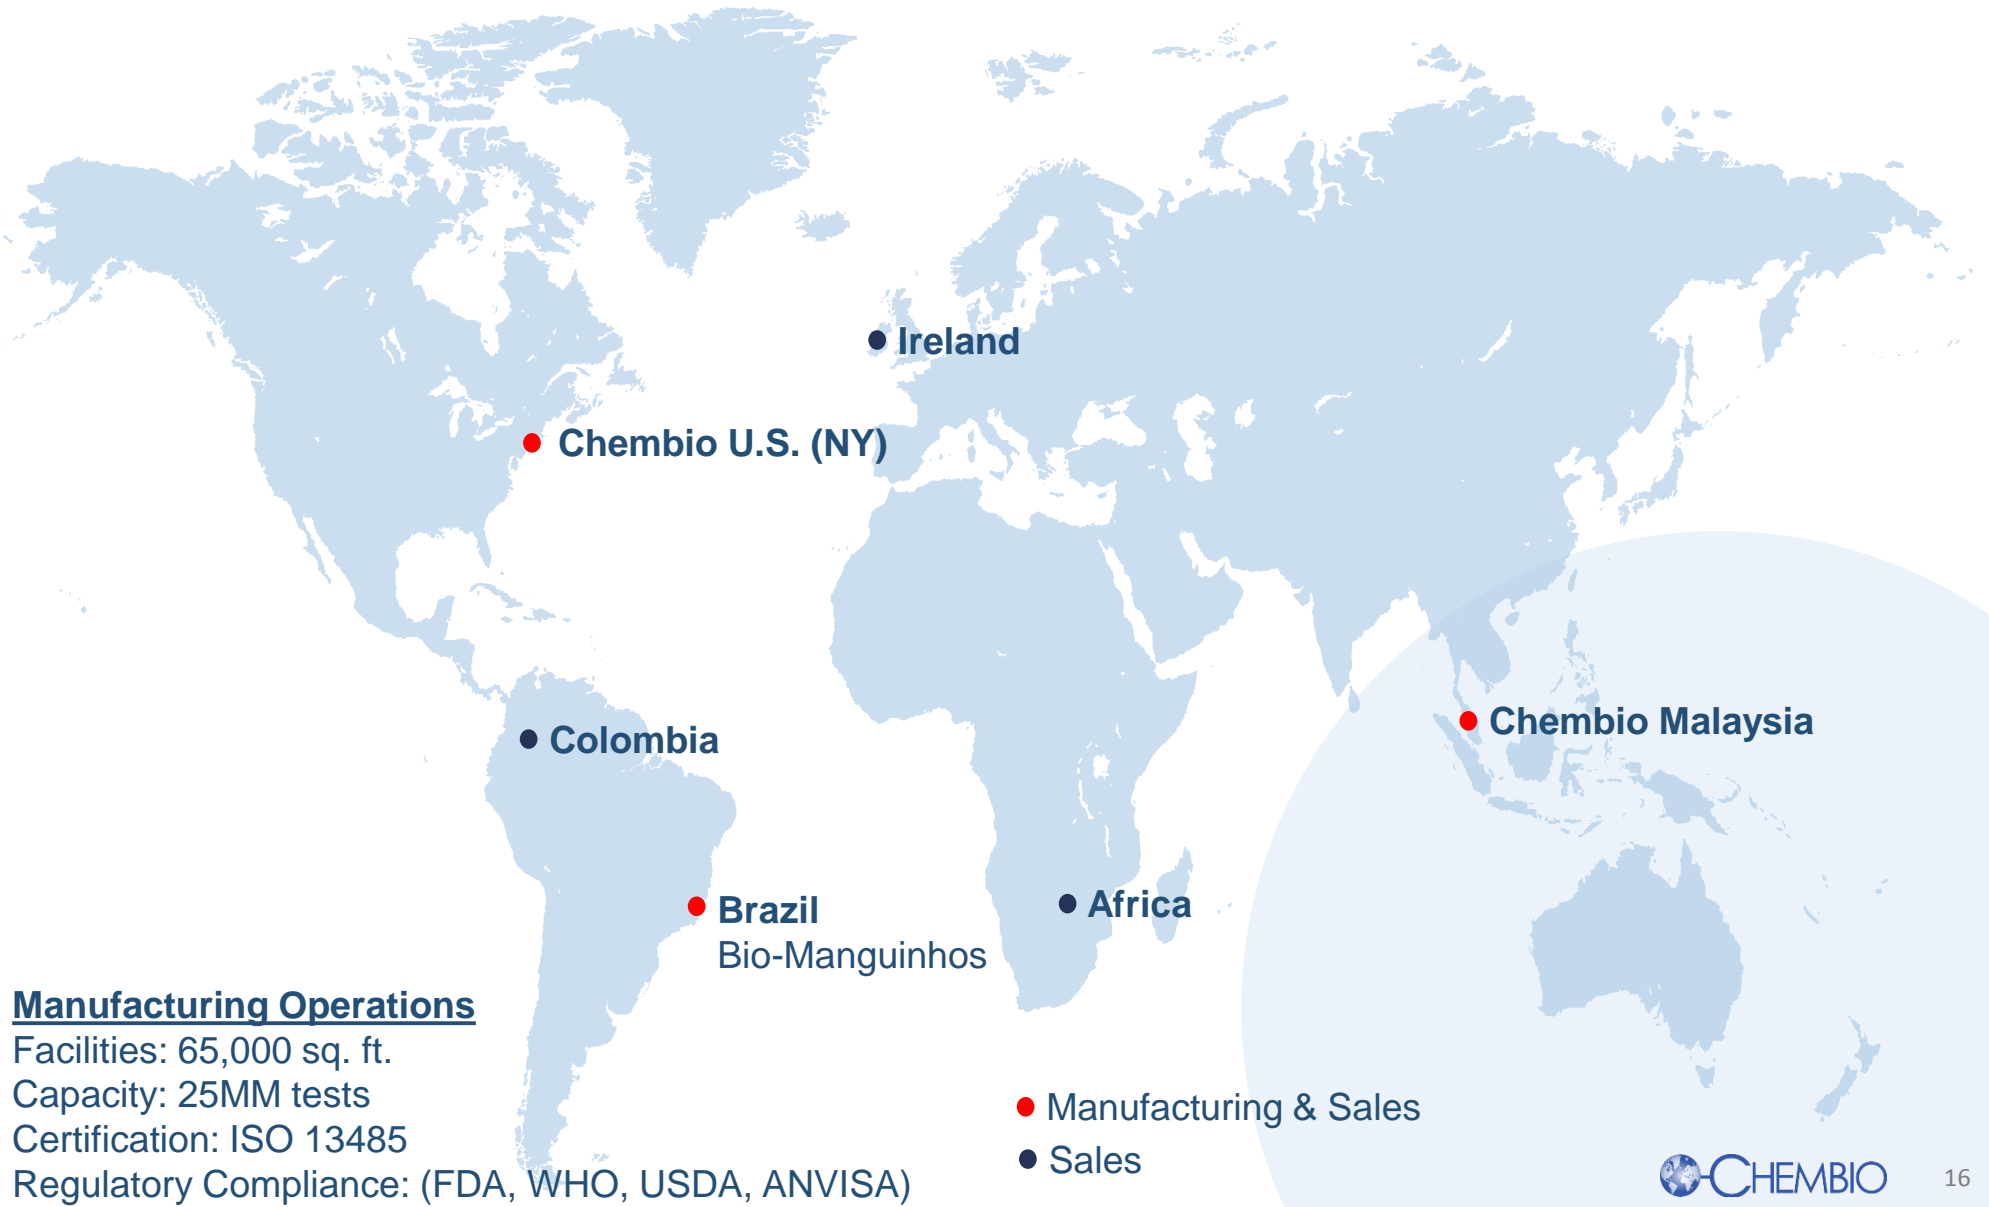 Ireland
Chembio U.S. (NY)
Chembio Malaysia
Colombia
Africa
Brazil
Bio-Manguinhos
Manufacturing Operations
Facilities: 65,000 sq. ft.
Capacity: 25MM tests
Certification: ISO 13485
Regulatory Compliance: (FDA, WHO, USDA, ANVISA)
Manufacturing & Sales
Sales
CHEMBIO
16